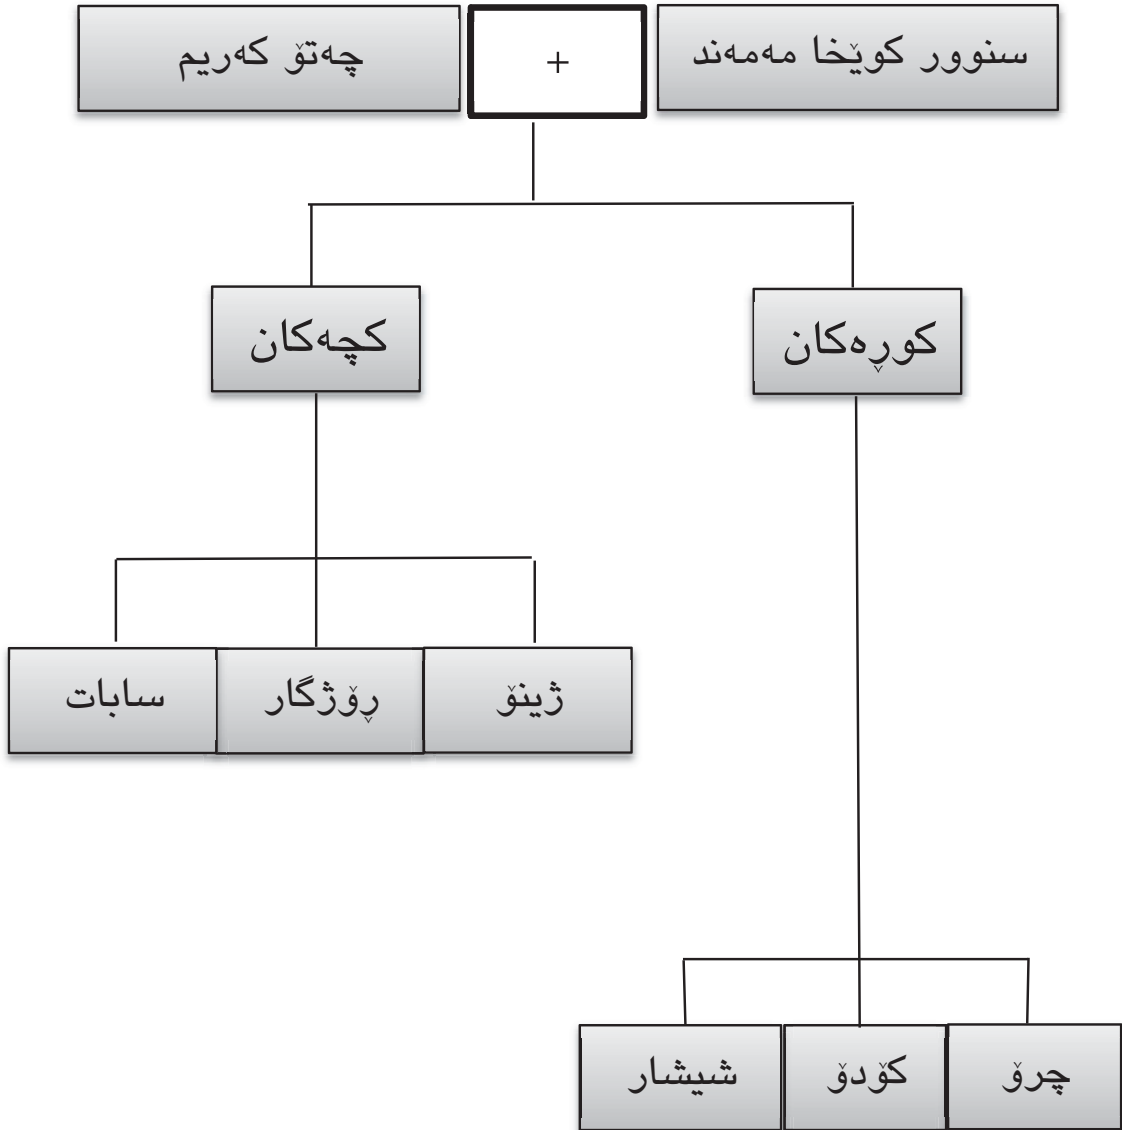 سنوور کوێخا مەمەند
+
چەتۆ کەریم
کوڕەکان
کچەکان
ژینۆ
ڕۆژگار
سابات
چرۆ
کۆدۆ
شیشار